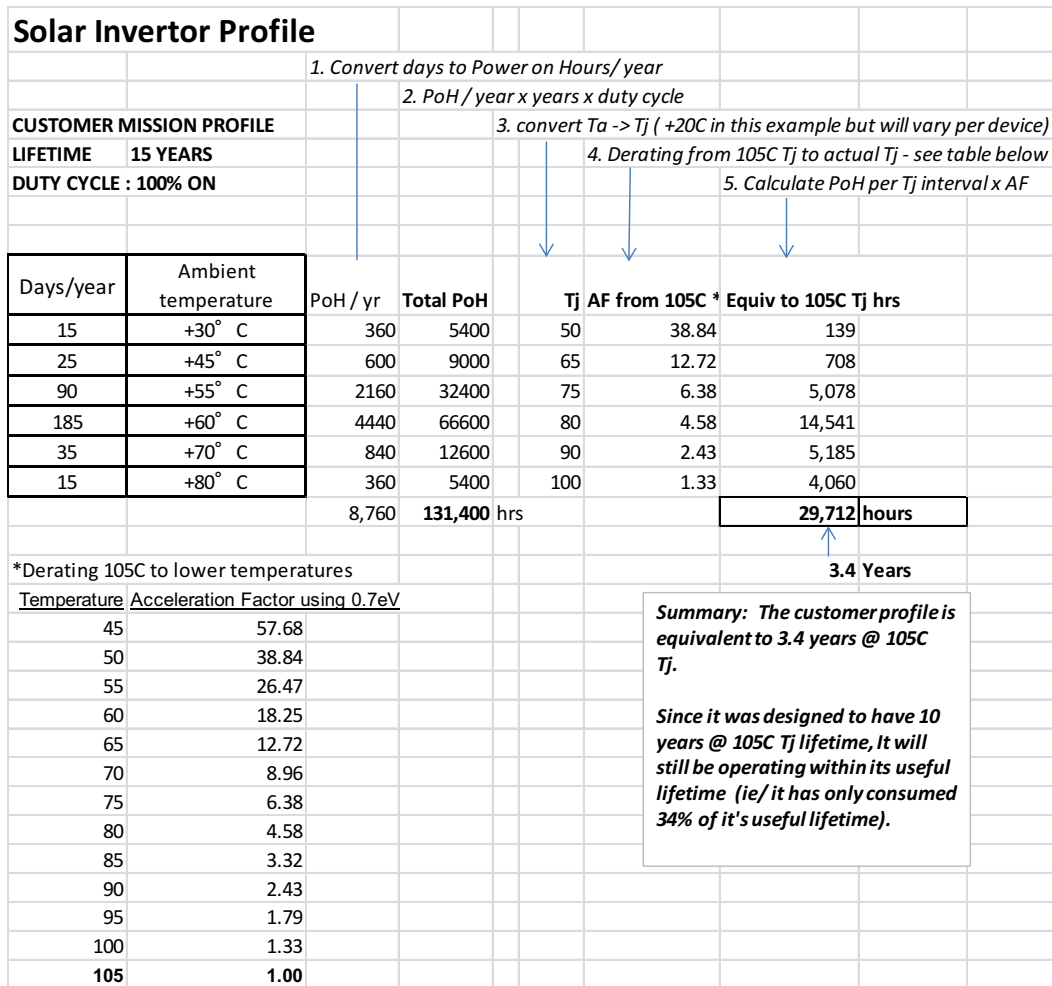 Solar Invertor Profile
1. Convert days to Power on Hours/ year
2. PoH / year x years x duty cycle
CUSTOMER MISSION PROFILE 3. convert Ta -> Tj ( +20C in this example but will vary per device)
LIFETIME 15 YEARS 4. Derating from 105C Tj to actual Tj - see table below
DUTY CYCLE : 100% ON 5. Calculate PoH per Tj interval x AF
Days/year Ambient temperature PoH / yr Total PoH Tj AF from 105C * Equiv to 105C Tj hrs
15 +30° C 360 5400 50 38.84 139
25 +45° C 600 9000 65 12.72 708
90 +55° C 2160 32400 75 6.38 5,078
185 +60° C 4440 66600 80 4.58 14,541
35 +70° C 840 12600 90 2.43 5,185
15 +80° C 360 5400 100 1.33 4,060
8,760 131,400 hrs 29,712 hours
*Derating 105C to lower temperatures 3.4 Years
Temperature Acceleration Factor using 0.7eV
45 57.68
50 38.84
55 26.47
60 18.25
65 12.72
70 8.96
75 6.38
80 4.58
85 3.32
90 2.43
95 1.79
100 1.33
105 1.00
Summary: The customer profile is
equivalent to 3.4 years @ 105C
Tj.
Since it was designed to have 10
years @ 105C Tj lifetime, It will
still be operating within its useful
lifetime (ie/ it has only consumed
34% of it's useful lifetime).